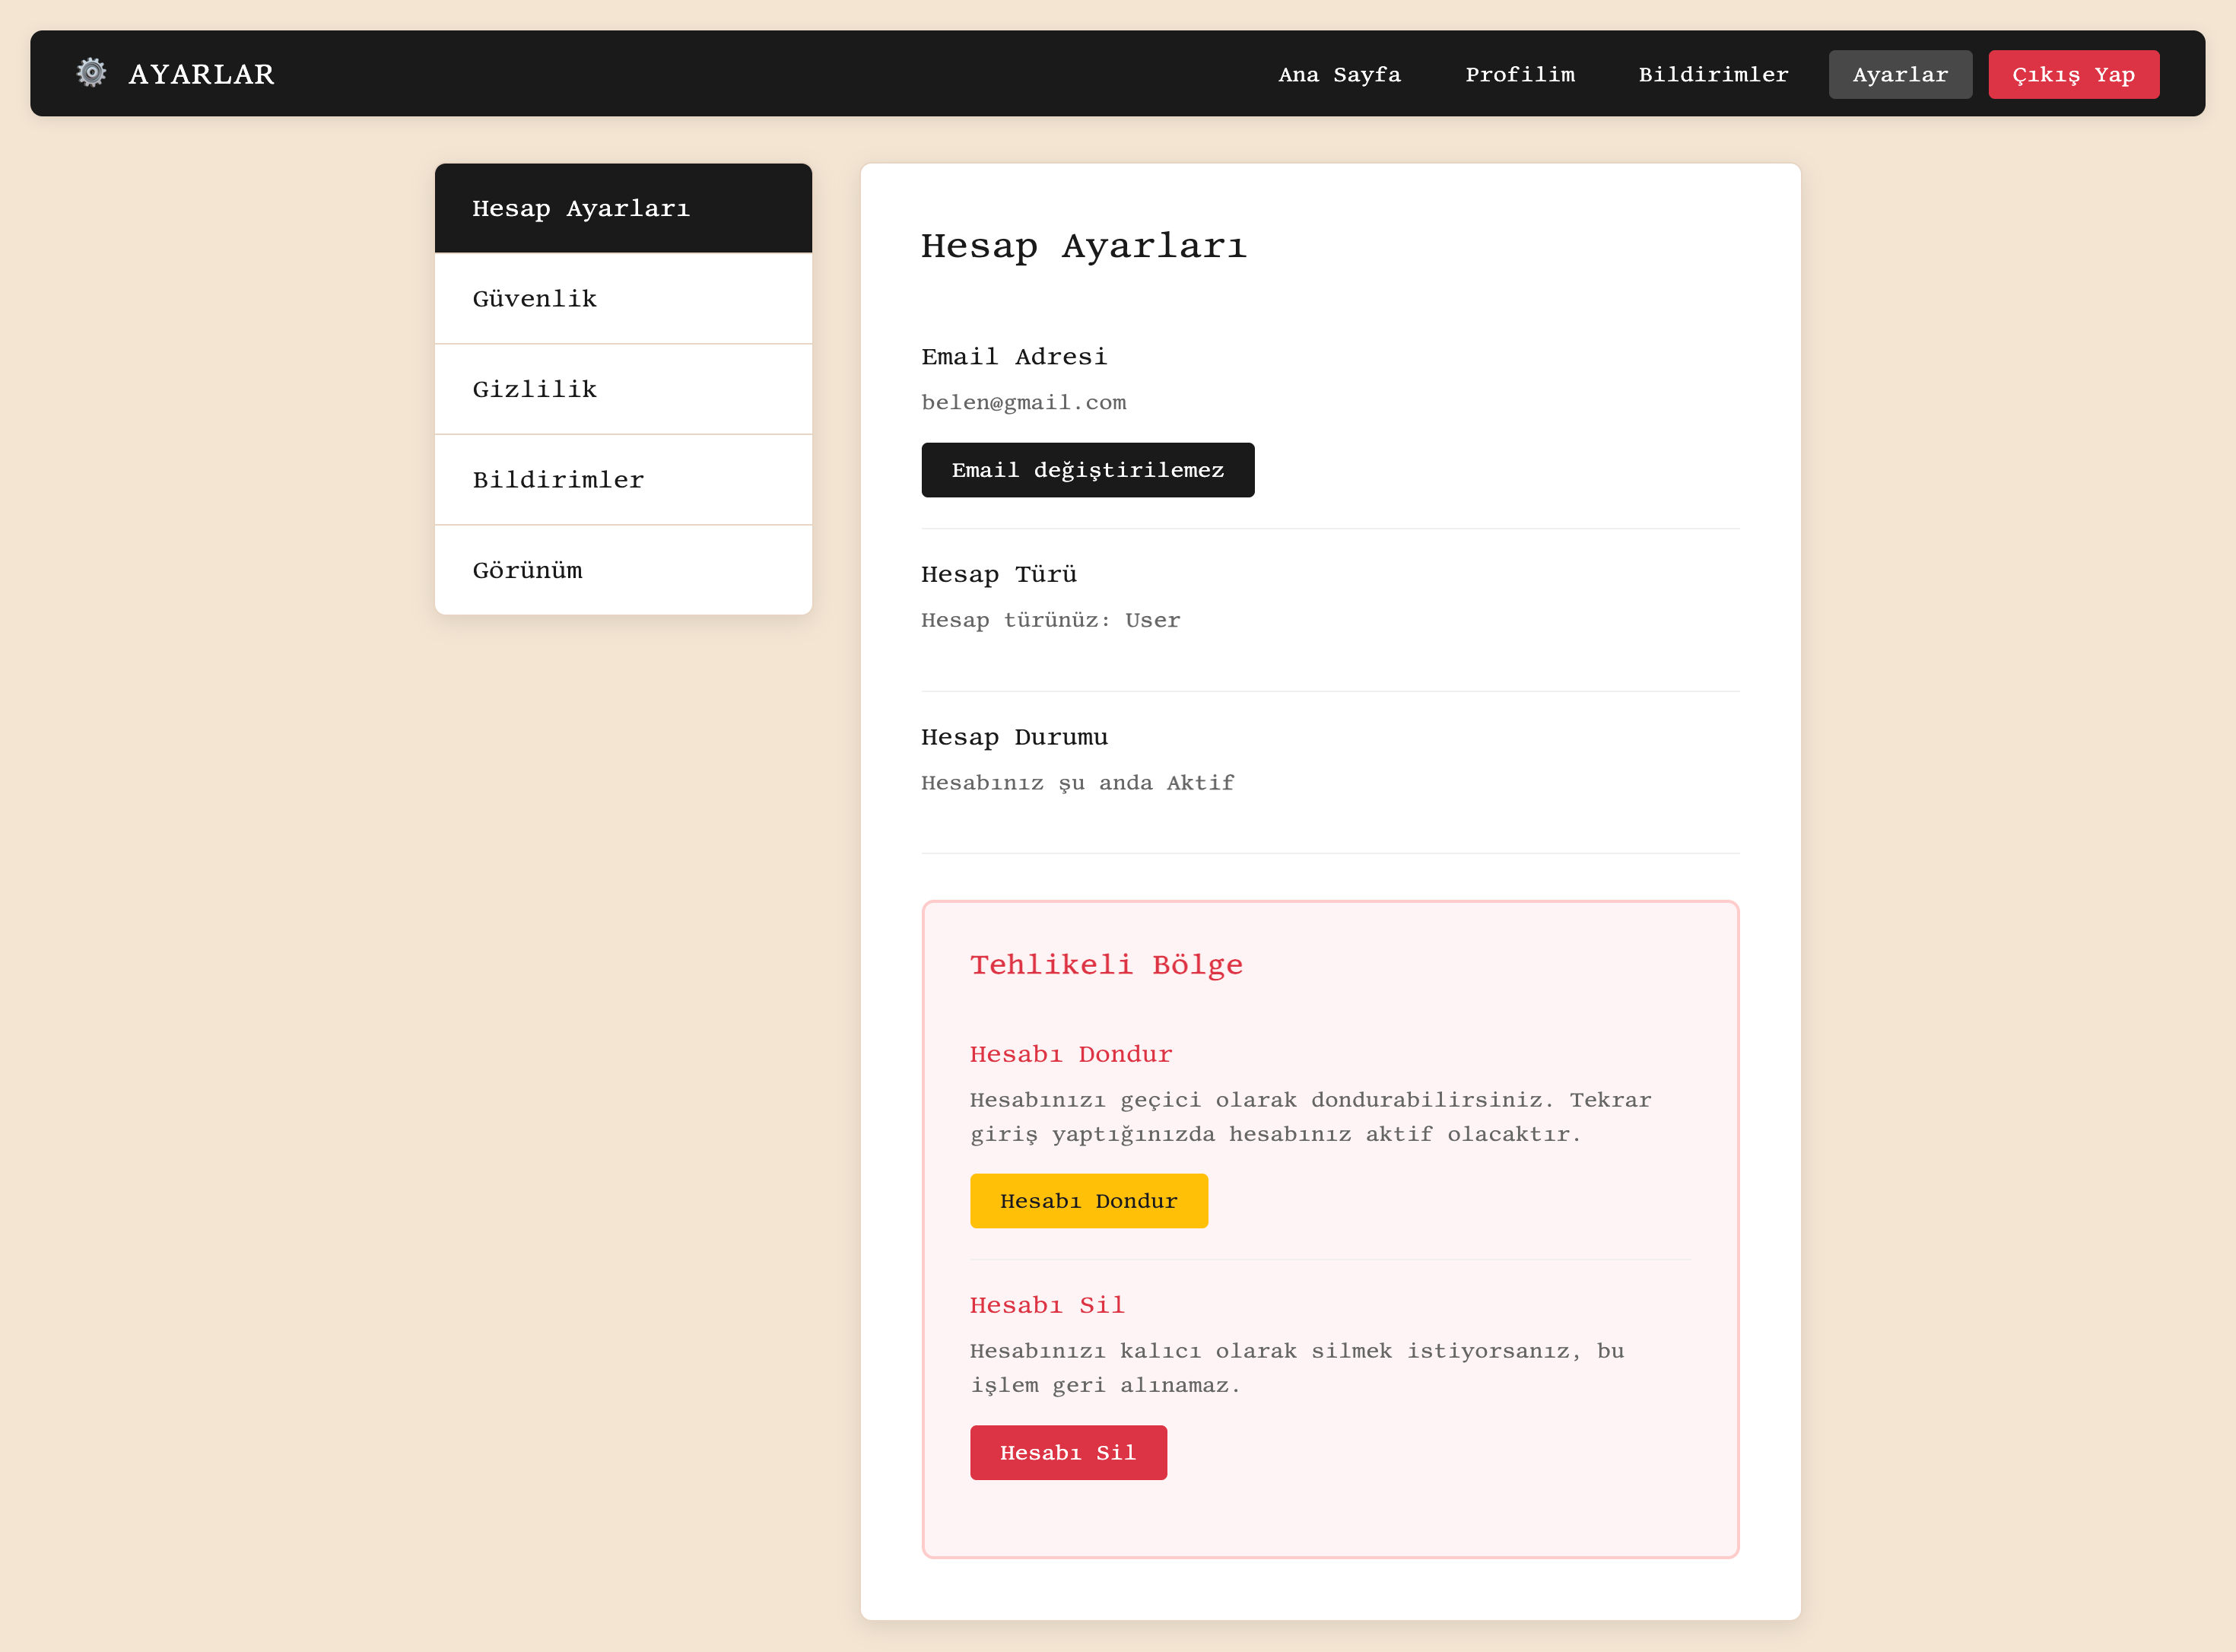 AYARLAR
Ana Sayfa
Profilim
Bildirimler
Ayarlar
Çıkış Yap
Hesap Ayarları
Güvenlik
Gizlilik
Bildirimler
Görünüm
Hesap Ayarları
Email Adresi
belen@gmail.com
Email değiştirilemez
Hesap Türü
Hesap türünüz: User
Hesap Durumu
Hesabınız şu anda Aktif
Tehlikeli Bölge
Hesabı Dondur
Hesabınızı geçici olarak dondurabilirsiniz. Tekrar
giriş yaptığınızda hesabınız aktif olacaktır.
Hesabı Dondur
Hesabı Sil
Hesabınızı kalıcı olarak silmek istiyorsanız, bu
işlem geri alınamaz.
Hesabı Sil